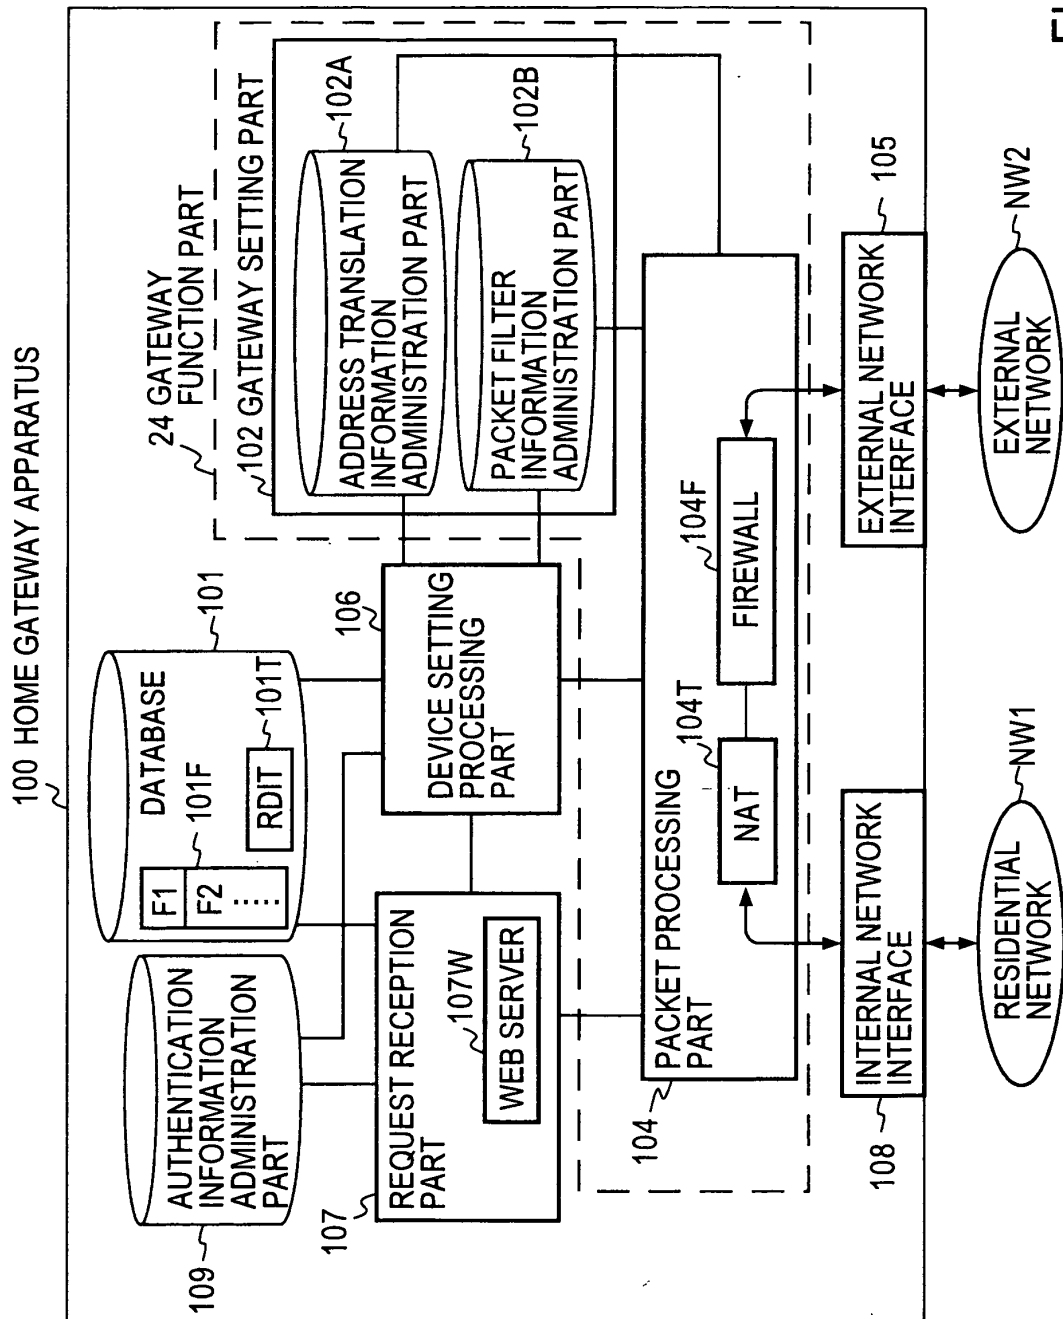 100 HOME GATEWAY APPARATUS
24 GATEWAY
FUNCTION PART
102 GATEWAY SETTING PART
109
AUTHENTICATION
INFORMATION
ADMINISTRATION
PART
DATABASE
101
101F
F1
F2
101T
RDIT
102A
ADDRESS TRANSLATION
INFORMATION
ADMINISTRATION PART
102B
PACKET FILTER
INFORMATION
ADMINISTRATION PART
107
REQUEST RECEPTION
PART
107W
WEB SERVER
106
DEVICE SETTING
PROCESSING
PART
104
PACKET PROCESSING
PART
104T
NAT
104F
FIREWALL
108
INTERNAL NETWORK
INTERFACE
105
EXTERNAL NETWORK
INTERFACE
NW1
RESIDENTIAL
NETWORK
NW2
EXTERNAL
NETWORK